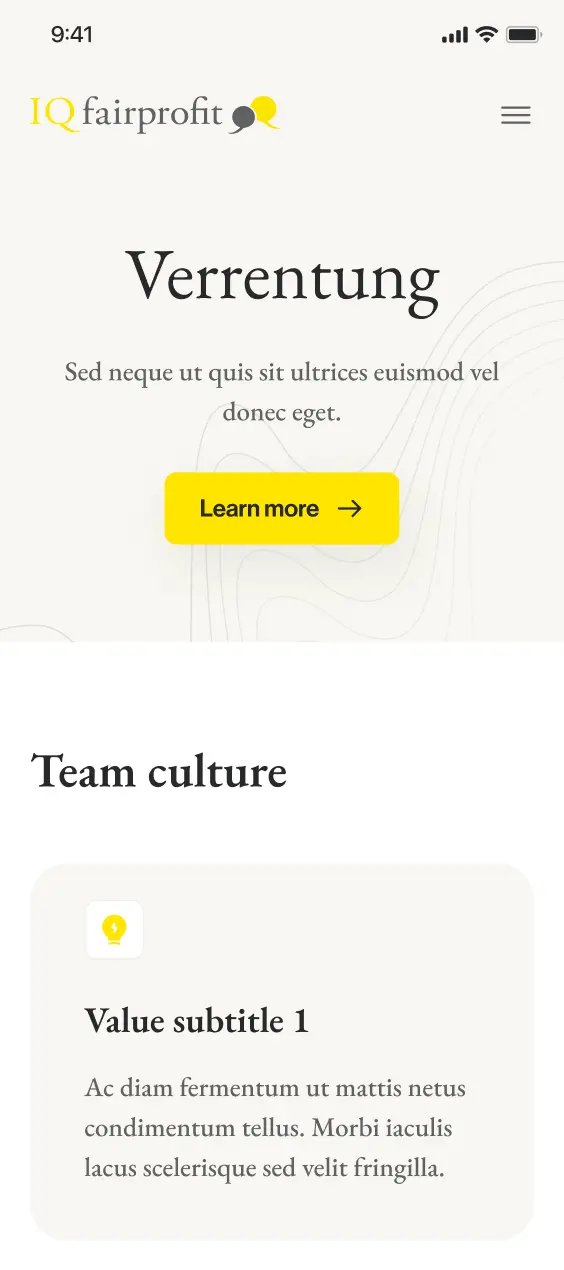 9:41
IQ fairprofit
Verrentung
Sed neque ut quis sit ultrices euismod vel
donec eget.
Learn more
Team culture
Value subtitle 1
Ac diam fermentum ut mattis netus
condimentum tellus. Morbi iaculis
lacus scelerisque sed velit fringilla.